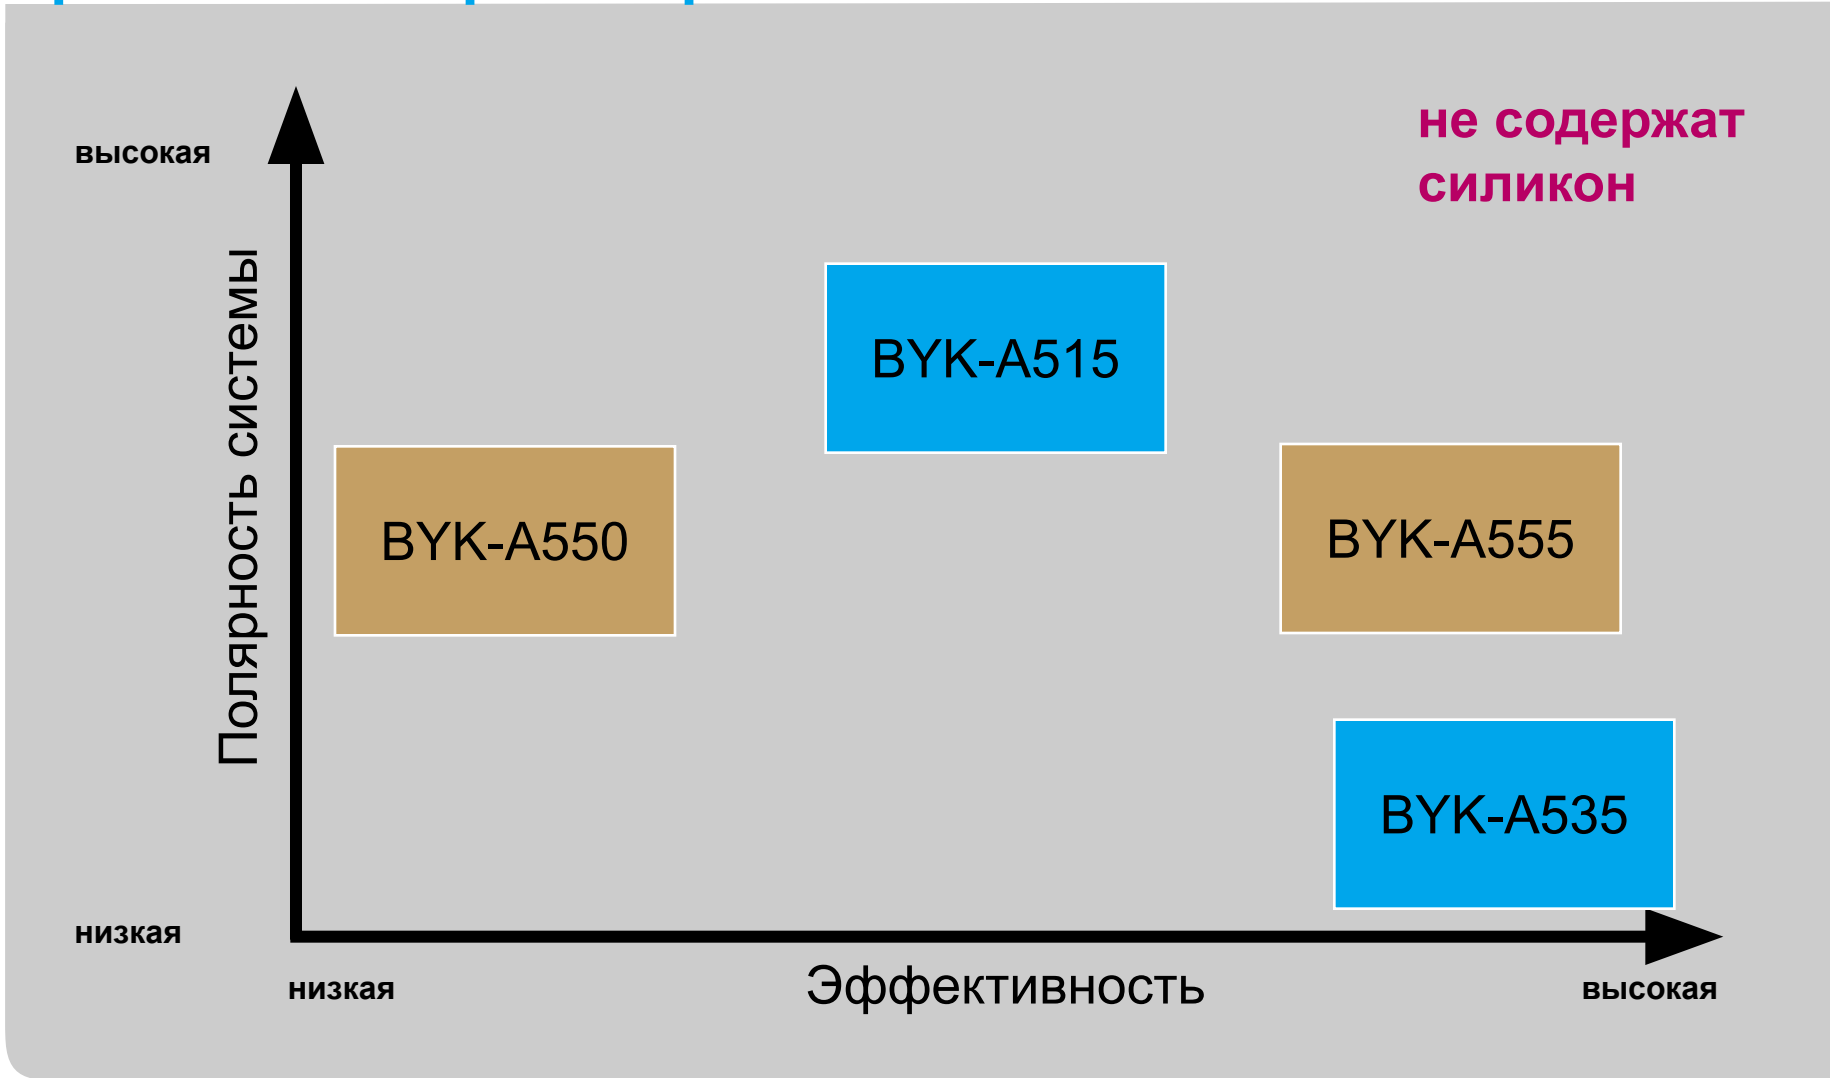 не содержат
силикон
высокая
Полярность системы
BYK-A515
BYK-A550
BYK-A555
BYK-A535
низкая
низкая
Эффективность
высокая